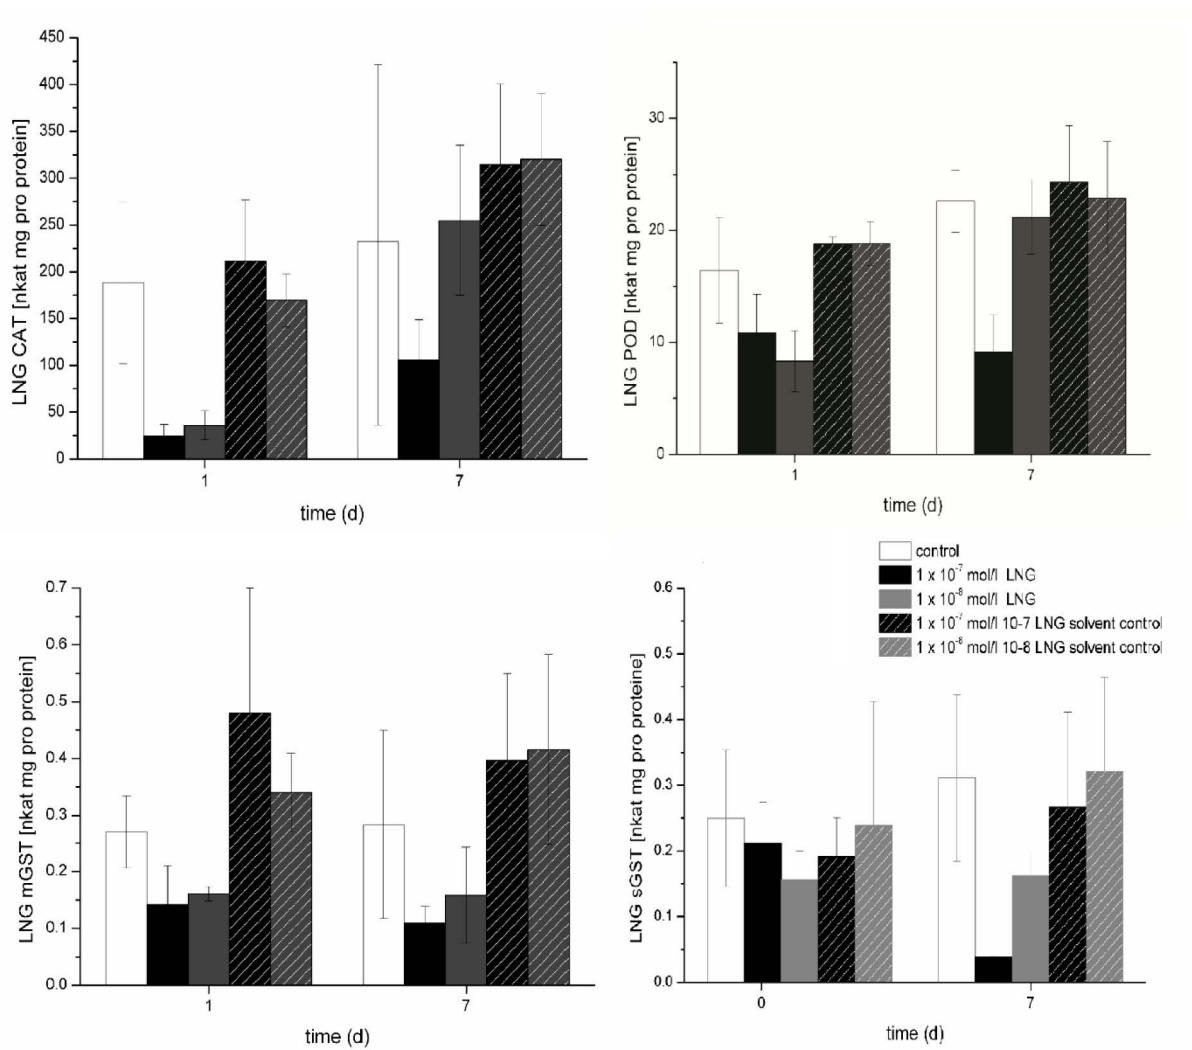 450
400
350
300
250
200
150
100
50
0
LNG CAT [nkat mg pro protein]
1
7
time (d)
30
20
10
0
LNG POD [nkat mg pro protein]
1
7
time (d)
0.7
0.6
0.5
0.4
0.3
0.2
0.1
0.0
LNG mGST [nkat mg pro protein]
1
7
time (d)
control
1 x 10⁻⁷ mol/l LNG
1 x 10⁻⁸ mol/l LNG
1 x 10⁻⁷ mol/l 10-7 LNG solvent control
1 x 10⁻⁸ mol/l 10-8 LNG solvent control
0.6
0.5
0.4
0.3
0.2
0.1
0.0
LNG sGST [nkat mg pro proteine]
0
7
time (d)